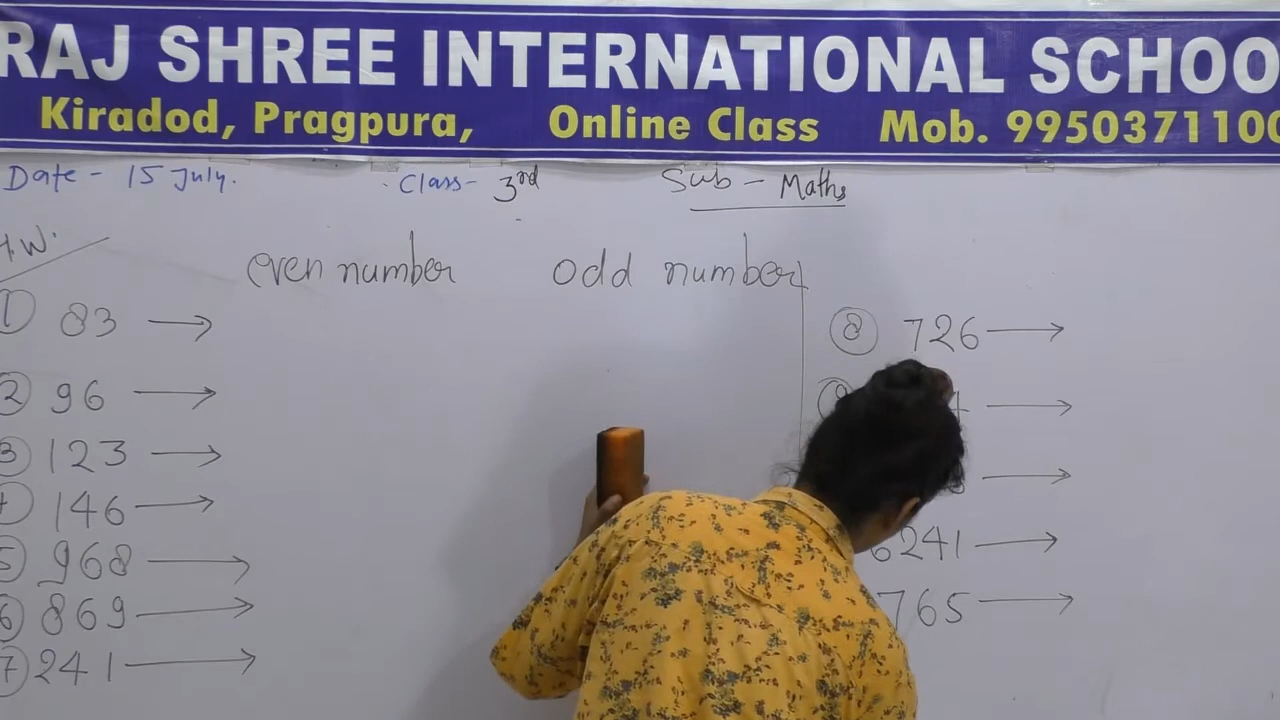 RAJ SHREE INTERNATIONAL SCHOO
Kiradod, Pragpura, Online Class Mob. 9950371100
Date - 15 July. Class - 3rd Sub - Maths
H.W.
even number odd number
① 83 →
② 96 →
③ 123 →
④ 146 →
⑤ 968 →
⑥ 869 →
⑦ 241 →
⑧ 726 →
⑨ →
→
6241 →
765 →